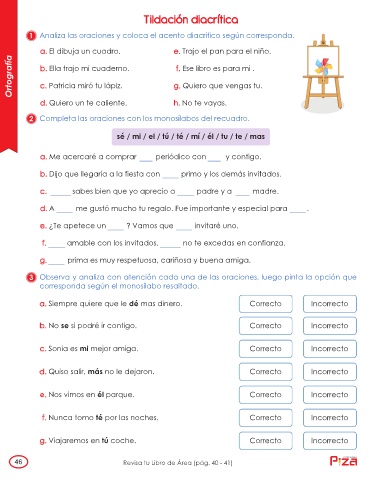 Tildación diacrítica
Ortografía
1 Analiza las oraciones y coloca el acento diacrítico según corresponda.
a. El dibuja un cuadro. e. Trajo el pan para el niño.
b. Ella trajo mi cuaderno. f. Ese libro es para mi .
c. Patricia miró tu lápiz. g. Quiero que vengas tu.
d. Quiero un te caliente. h. No te vayas.
2 Completa las oraciones con los monosílabos del recuadro.
sé / mi / el / tú / té / mí / él / tu / te / mas
a. Me acercaré a comprar ___ periódico con ___ y contigo.
b. Dijo que llegaría a la fiesta con ____ primo y los demás invitados.
c. _____ sabes bien que yo aprecio a ____ padre y a ____ madre.
d. A ____ me gustó mucho tu regalo. Fue importante y especial para ____.
e. ¿Te apetece un ____ ? Vamos que ____ invitaré uno.
f. ____ amable con los invitados, _____ no te excedas en confianza.
g. ____ prima es muy respetuosa, cariñosa y buena amiga.
3 Observa y analiza con atención cada una de las oraciones, luego pinta la opción que
corresponda según el monosílabo resaltado.
a. Siempre quiere que le dé mas dinero. Correcto Incorrecto
b. No se si podré ir contigo. Correcto Incorrecto
c. Sonia es mi mejor amiga. Correcto Incorrecto
d. Quiso salir, más no le dejaron. Correcto Incorrecto
e. Nos vimos en él parque. Correcto Incorrecto
f. Nunca tomo té por las noches. Correcto Incorrecto
g. Viajaremos en tú coche. Correcto Incorrecto
46 Revisa tu Libro de Área (pág. 40 - 41)